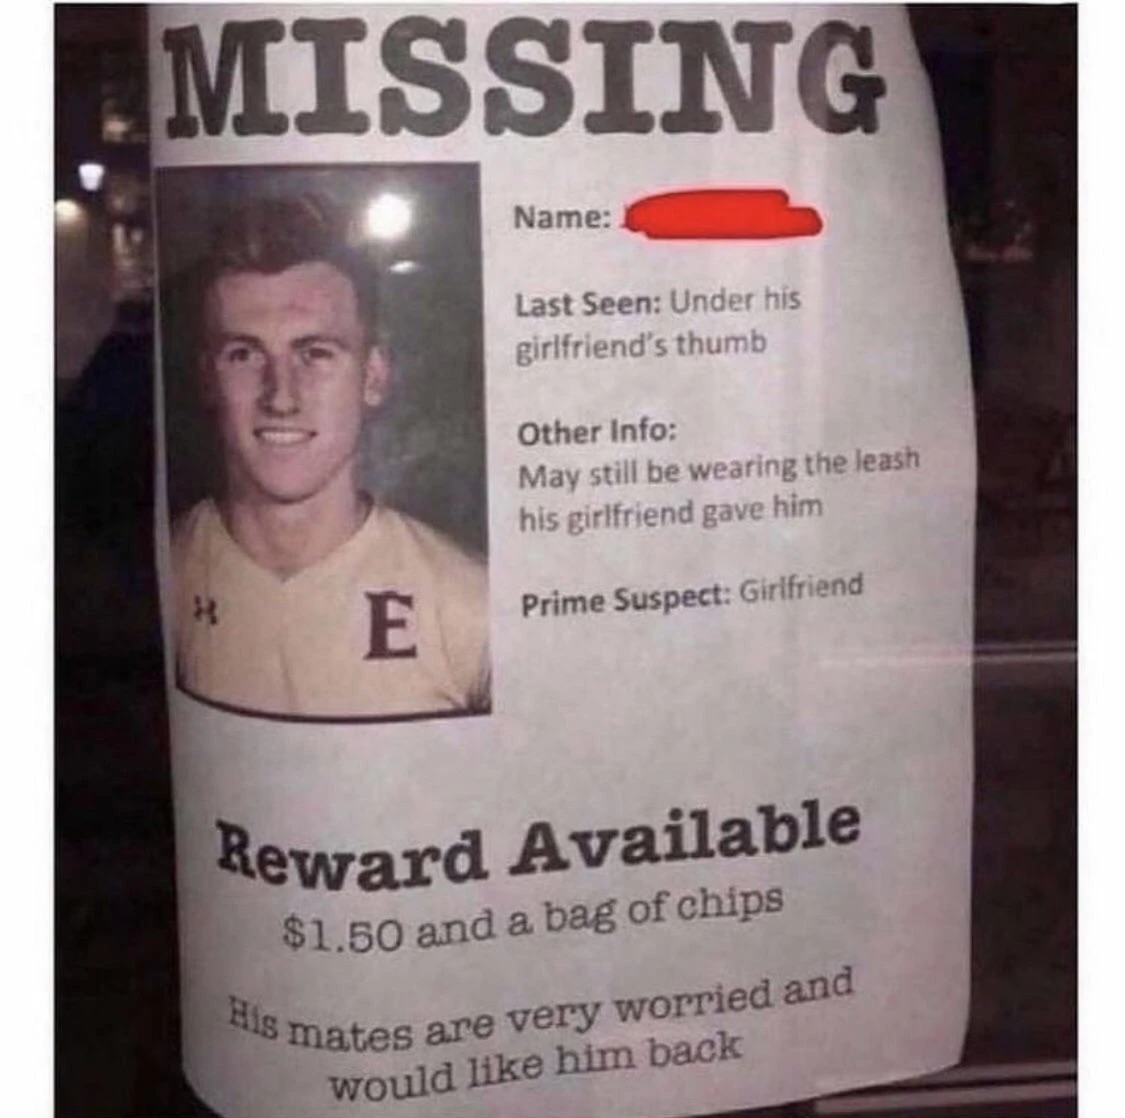 MISSING
Name:
Last Seen: Under his
girlfriend's thumb
Other Info:
May still be wearing the leash
his girlfriend gave him
Prime Suspect: Girlfriend
E
Reward Available
$1.50 and a bag of chips
His mates are very worried and
would like him back